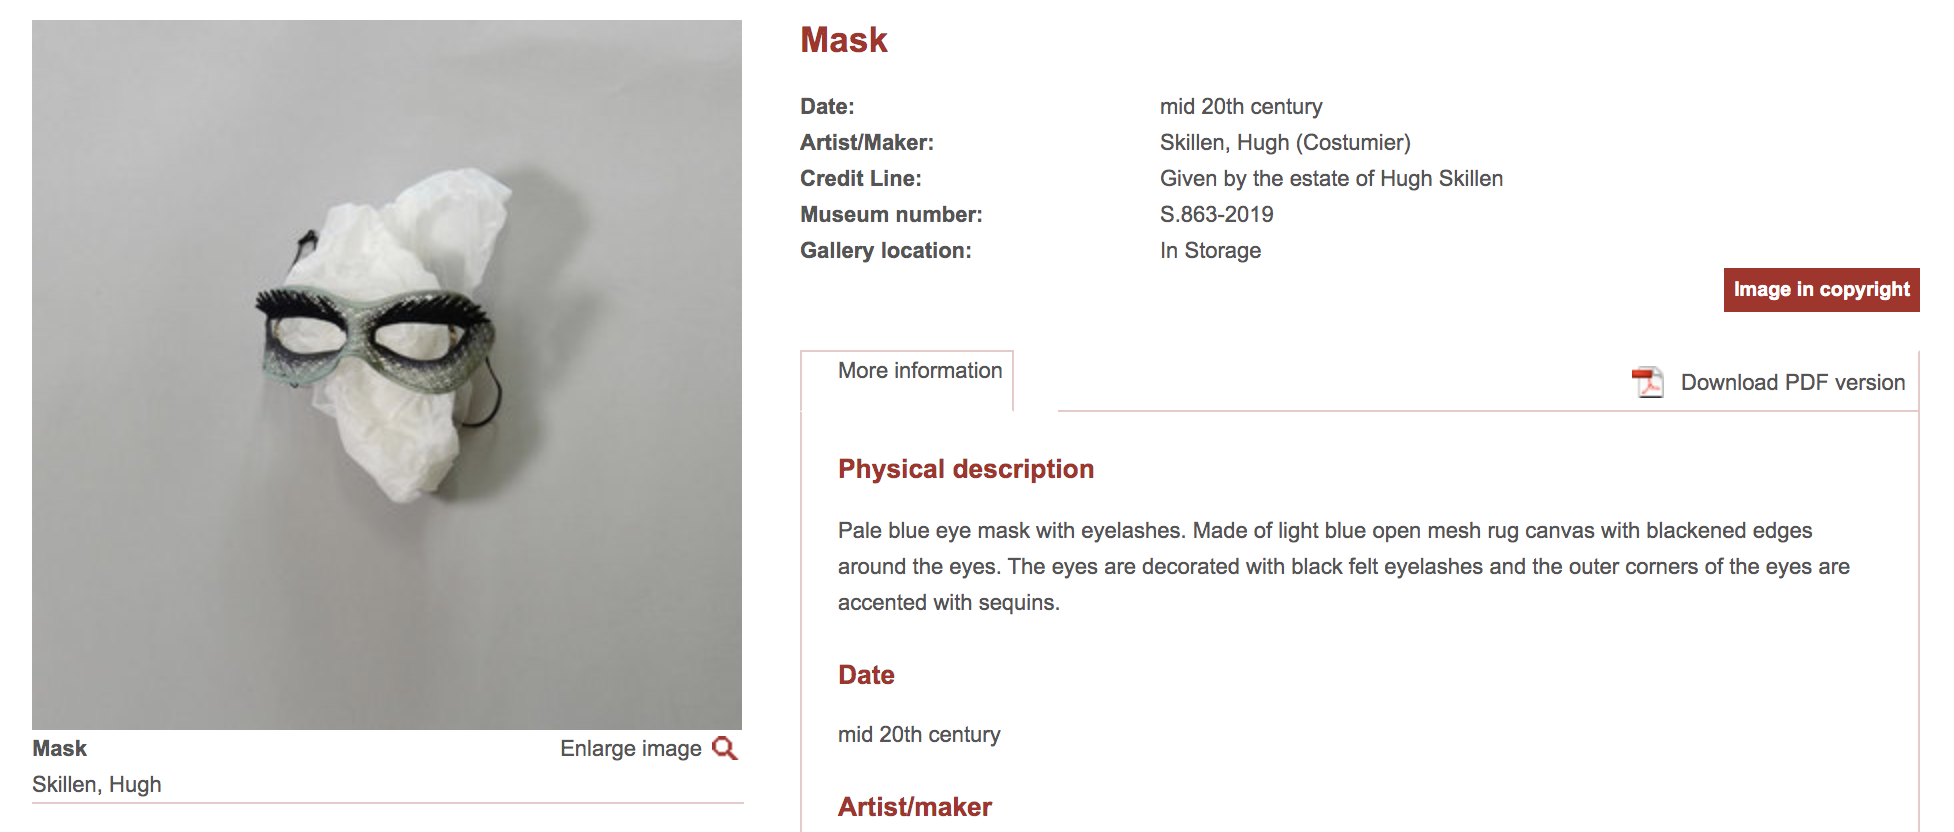 Mask
Date: mid 20th century
Artist/Maker: Skillen, Hugh (Costumier)
Credit Line: Given by the estate of Hugh Skillen
Museum number: S.863-2019
Gallery location: In Storage
Image in copyright
More information
Download PDF version
Physical description
Pale blue eye mask with eyelashes. Made of light blue open mesh rug canvas with blackened edges
around the eyes. The eyes are decorated with black felt eyelashes and the outer corners of the eyes are
accented with sequins.
Date
mid 20th century
Artist/maker
Mask
Enlarge image
Skillen, Hugh